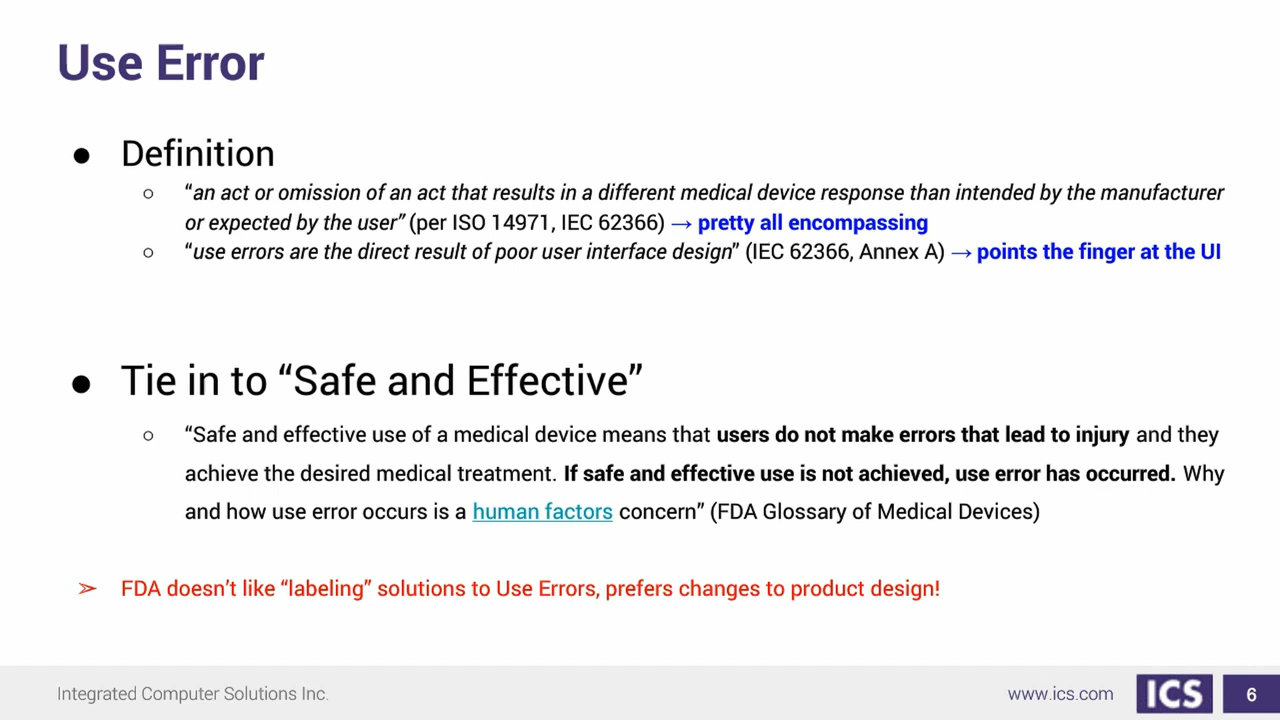 Use Error
● Definition
○ “an act or omission of an act that results in a different medical device response than intended by the manufacturer
or expected by the user” (per ISO 14971, IEC 62366) → pretty all encompassing
○ “use errors are the direct result of poor user interface design” (IEC 62366, Annex A) → points the finger at the UI
● Tie in to “Safe and Effective”
○ “Safe and effective use of a medical device means that users do not make errors that lead to injury and they
achieve the desired medical treatment. If safe and effective use is not achieved, use error has occurred. Why
and how use error occurs is a human factors concern” (FDA Glossary of Medical Devices)
➢ FDA doesn’t like “labeling” solutions to Use Errors, prefers changes to product design!
Integrated Computer Solutions Inc.
www.ics.com
ICS
6